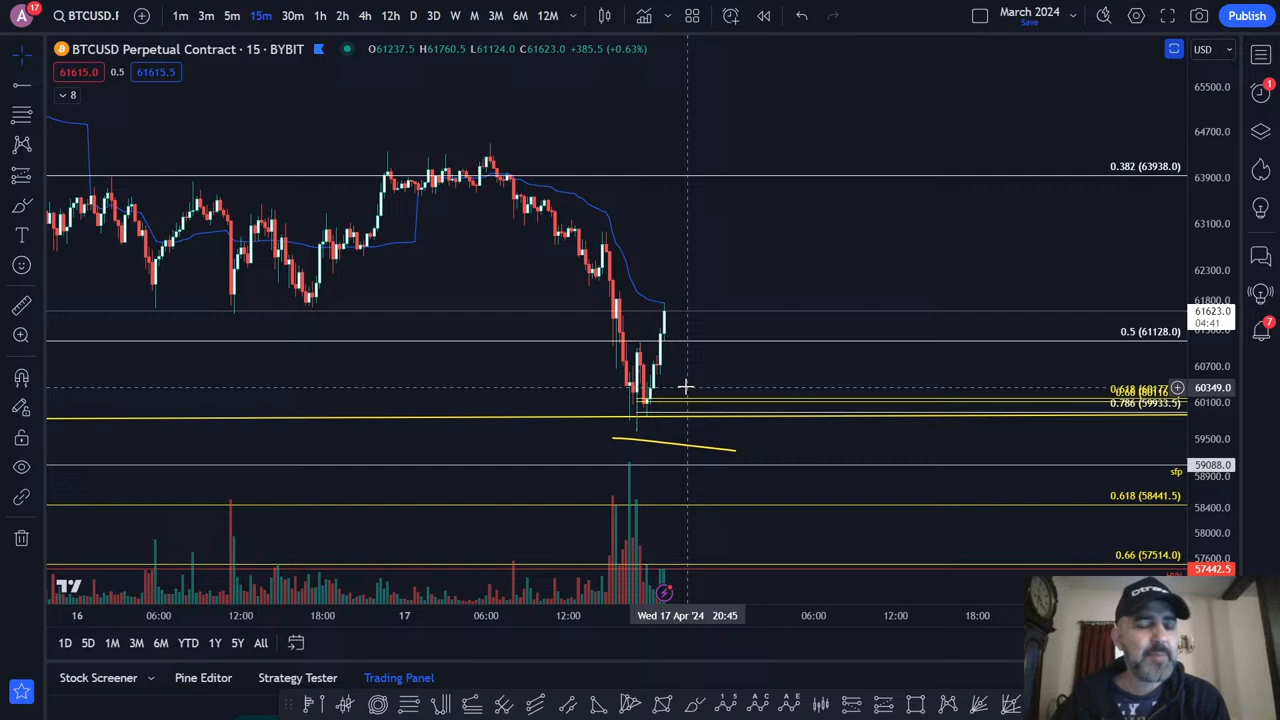 A
17
BTCUSD.F
1m 3m 5m 15m 30m 1h 2h 4h 12h D 3D W M 3M 6M 12M
March 2024
Save
Publish
BTCUSD Perpetual Contract · 15 · BYBIT O61237.5 H61760.5 L61124.0 C61623.0 +385.5 (+0.63%)
USD
61615.0 0.5 61615.5
8
1
7
65500.0
64700.0
0.382 (63938.0)
63900.0
63100.0
62300.0
61800.0
61623.0
04:41
0.5 (61128.0)
60700.0
60349.0
0.786 (59933.5)
60100.0
59500.0
59088.0
sfp
58900.0
0.618 (58441.5)
58400.0
58000.0
0.66 (57514.0)
57600.0
57442.5
16 06:00 12:00 18:00 17 06:00 12:00 Wed 17 Apr '24 20:45 06:00 12:00 18:00
1D 5D 1M 3M 6M YTD 1Y 5Y All
Stock Screener Pine Editor Strategy Tester Trading Panel